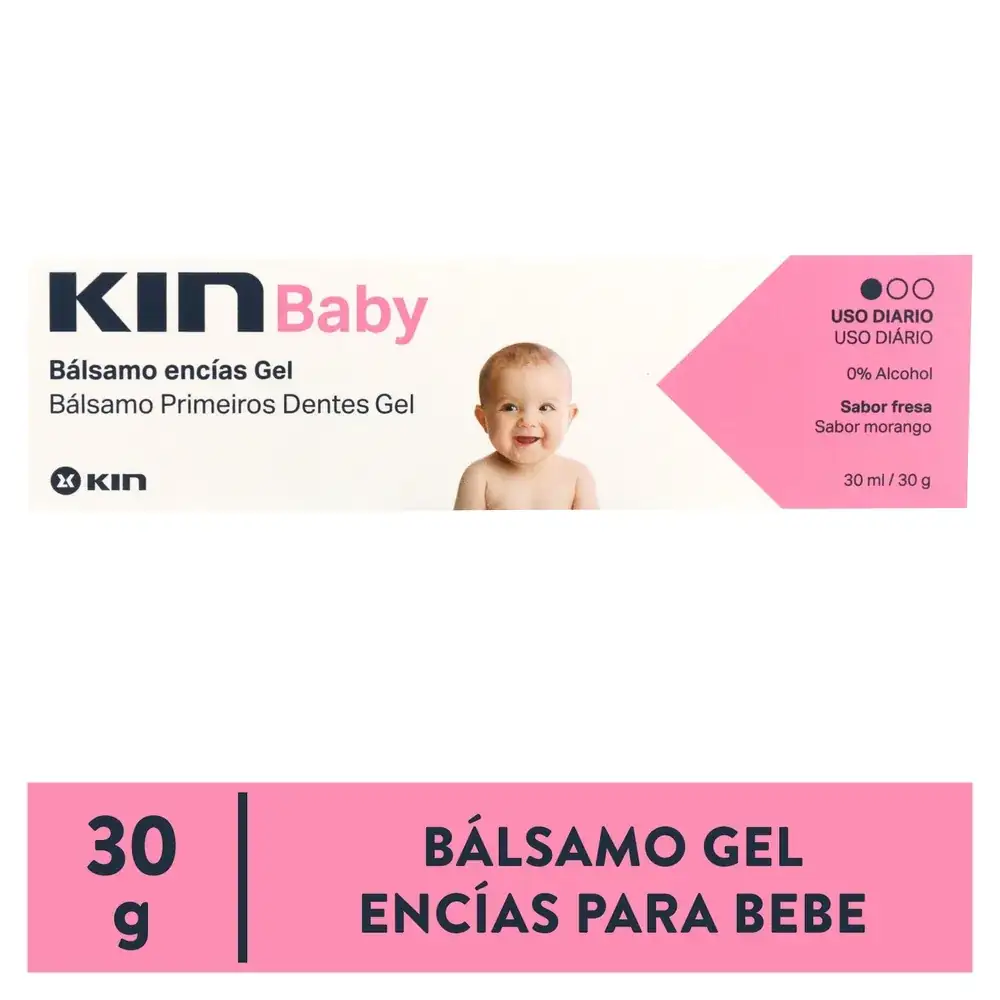 KIN Baby
Bálsamo encías Gel
Bálsamo Primeiros Dentes Gel
KIN
USO DIARIO
USO DIÁRIO
0% Alcohol
Sabor fresa
Sabor morango
30 ml / 30 g
30
g
BÁLSAMO GEL
ENCÍAS PARA BEBE